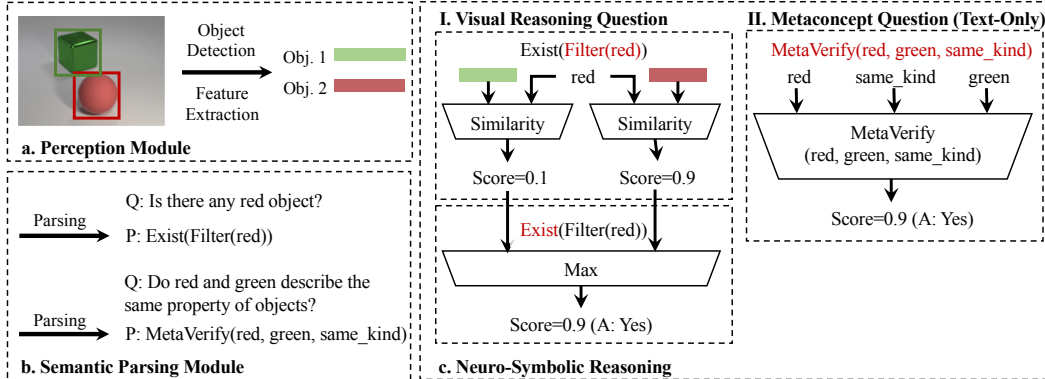 Object
Detection
Feature
Extraction
Obj. 1
Obj. 2
a. Perception Module
Parsing
Q: Is there any red object?
P: Exist(Filter(red))
Parsing
Q: Do red and green describe the
same property of objects?
P: MetaVerify(red, green, same_kind)
b. Semantic Parsing Module
I. Visual Reasoning Question
Exist(Filter(red))
red
Similarity
Similarity
Score=0.1
Score=0.9
Exist(Filter(red))
Max
Score=0.9 (A: Yes)
II. Metaconcept Question (Text-Only)
MetaVerify(red, green, same_kind)
red
same_kind
green
MetaVerify
(red, green, same_kind)
Score=0.9 (A: Yes)
c. Neuro-Symbolic Reasoning